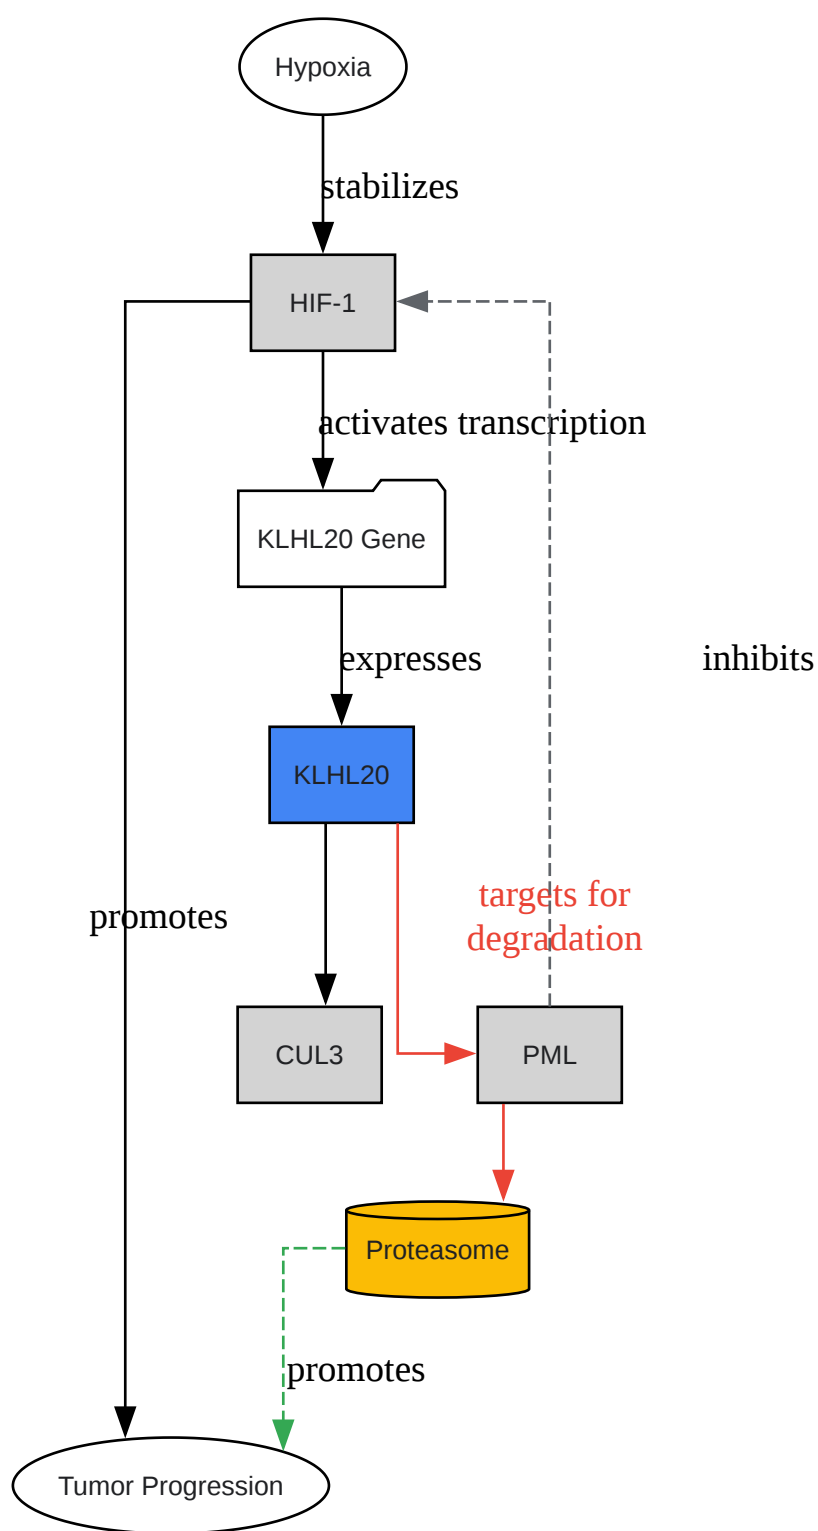 Hypoxia
stabilizes
HIF-1
activates transcription
KLHL20 Gene
expresses
inhibits
KLHL20
targets for
degradation
promotes
CUL3
PML
Proteasome
promotes
Tumor Progression